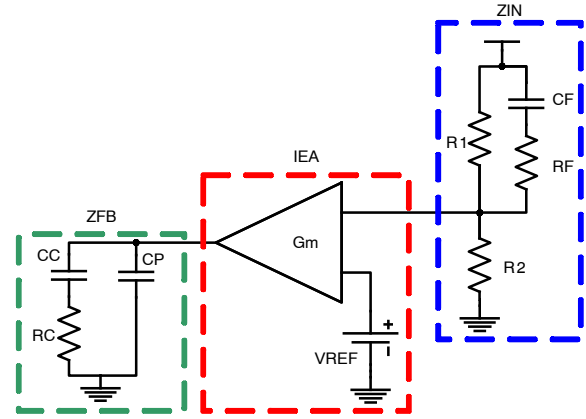 ZIN
CF
R1
RF
IEA
ZFB
Gm
CC
CP
R2
RC
VREF
+
-